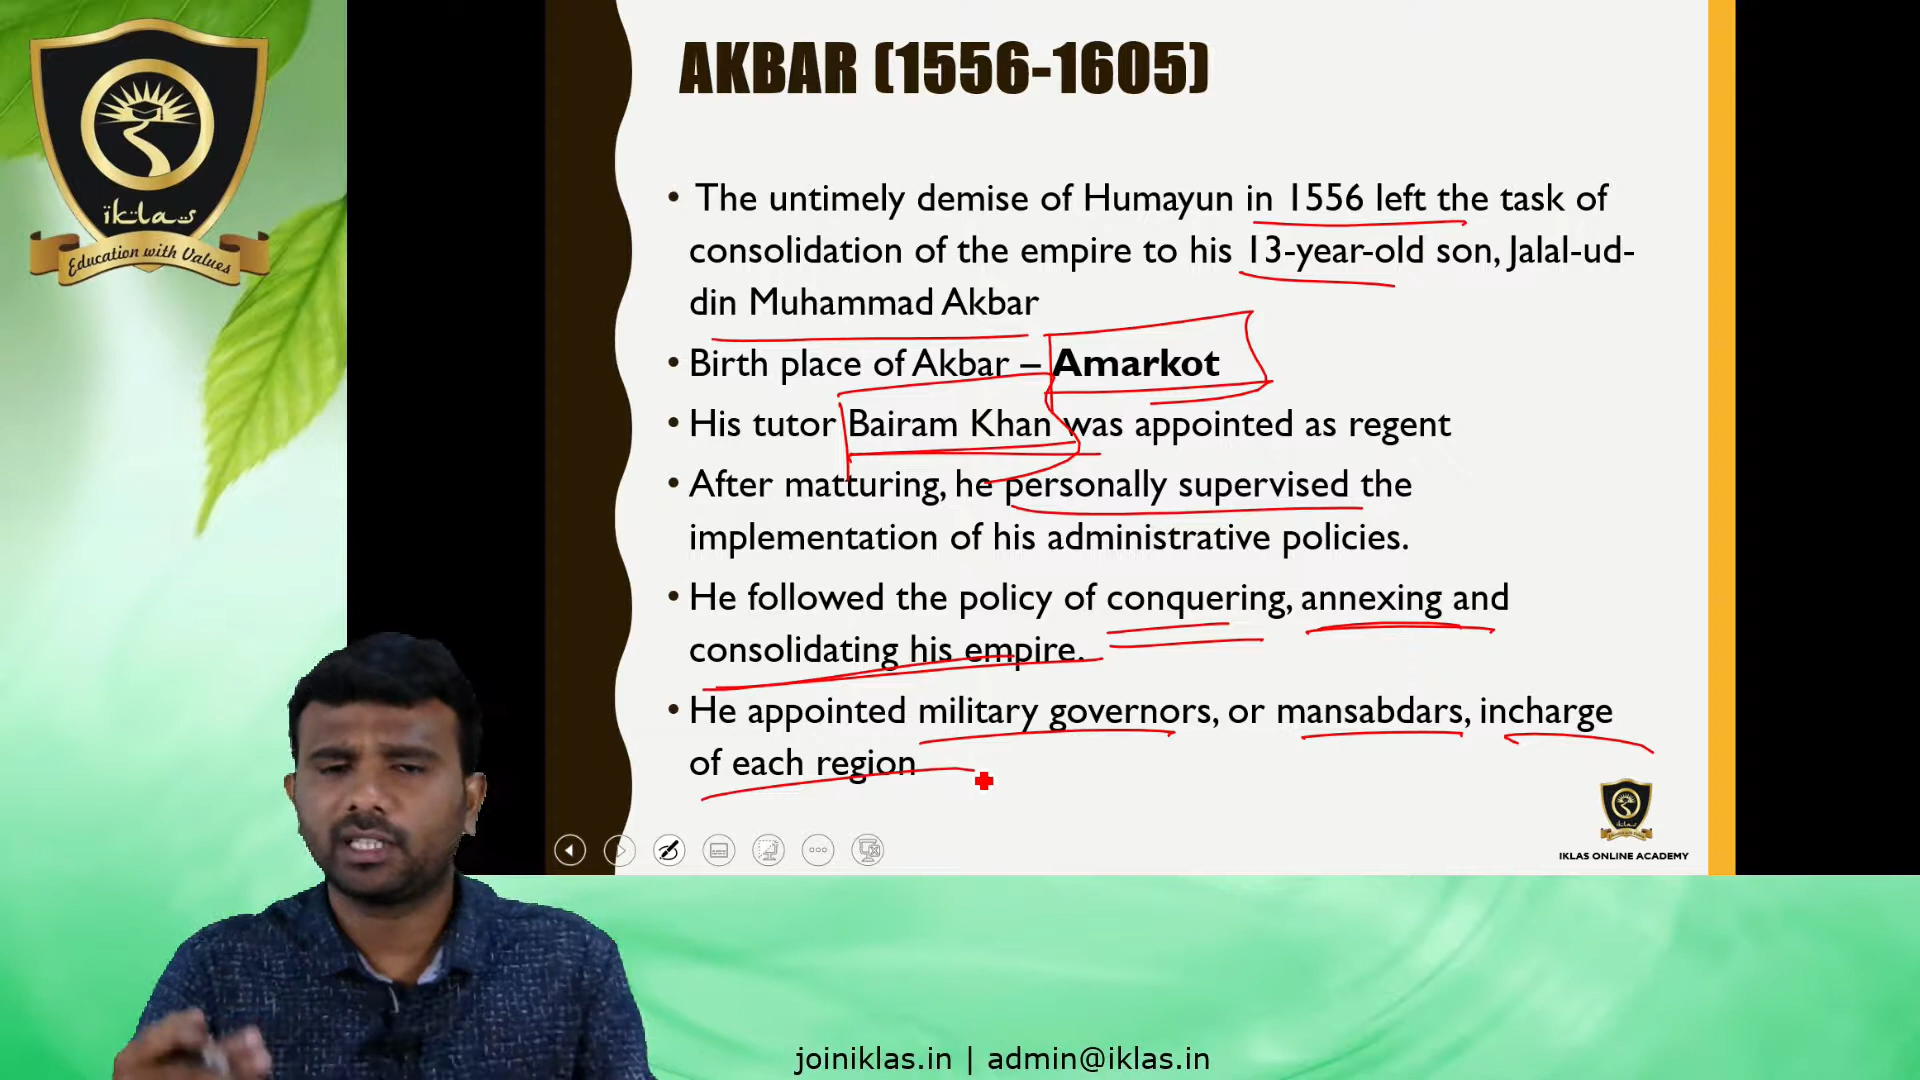 iklas
Education with Values
AKBAR (1556-1605)
• The untimely demise of Humayun in 1556 left the task of
consolidation of the empire to his 13-year-old son, Jalal-ud-
din Muhammad Akbar
• Birth place of Akbar – Amarkot
• His tutor Bairam Khan was appointed as regent
• After matturing, he personally supervised the
implementation of his administrative policies.
• He followed the policy of conquering, annexing and
consolidating his empire.
• He appointed military governors, or mansabdars, incharge
of each region
iklas
IKLAS ONLINE ACADEMY
joiniklas.in | admin@iklas.in